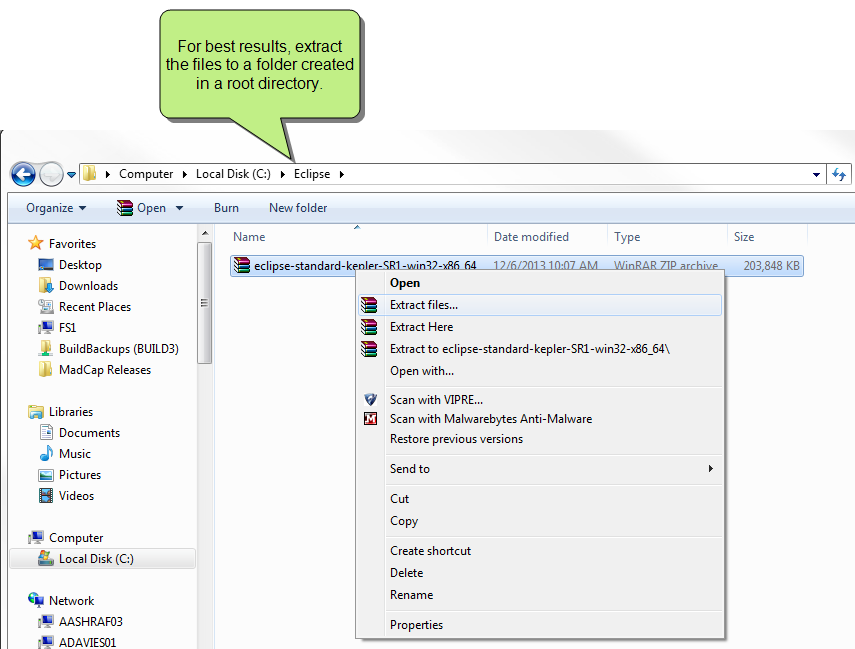 For best results, extract
the files to a folder created
in a root directory.
Computer Local Disk (C:) Eclipse
Organize Open Burn New folder
Name Date modified Type Size
eclipse-standard-kepler-SR1-win32-x86_64 12/6/2013 10:07 AM WinRAR ZIP archive 203,848 KB
Favorites
Desktop
Downloads
Recent Places
FS1
BuildBackups (BUILD3)
MadCap Releases
Libraries
Documents
Music
Pictures
Videos
Computer
Local Disk (C:)
Network
AASHRAF03
ADAVIES01
Open
Extract files...
Extract Here
Extract to eclipse-standard-kepler-SR1-win32-x86_64\
Open with...
Scan with VIPRE...
Scan with Malwarebytes Anti-Malware
Restore previous versions
Send to
Cut
Copy
Create shortcut
Delete
Rename
Properties